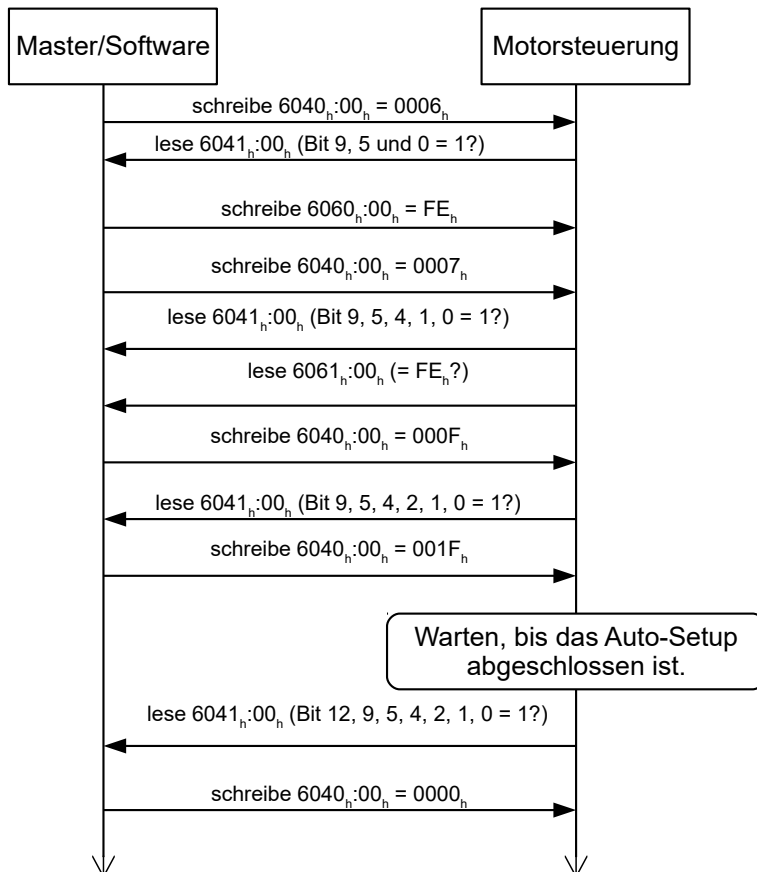 Master/Software
Motorsteuerung
schreibe 6040ₕ:00ₕ = 0006ₕ
lese 6041ₕ:00ₕ (Bit 9, 5 und 0 = 1?)
schreibe 6060ₕ:00ₕ = FEₕ
schreibe 6040ₕ:00ₕ = 0007ₕ
lese 6041ₕ:00ₕ (Bit 9, 5, 4, 1, 0 = 1?)
lese 6061ₕ:00ₕ (= FEₕ?)
schreibe 6040ₕ:00ₕ = 000Fₕ
lese 6041ₕ:00ₕ (Bit 9, 5, 4, 2, 1, 0 = 1?)
schreibe 6040ₕ:00ₕ = 001Fₕ
Warten, bis das Auto-Setup
abgeschlossen ist.
lese 6041ₕ:00ₕ (Bit 12, 9, 5, 4, 2, 1, 0 = 1?)
schreibe 6040ₕ:00ₕ = 0000ₕ